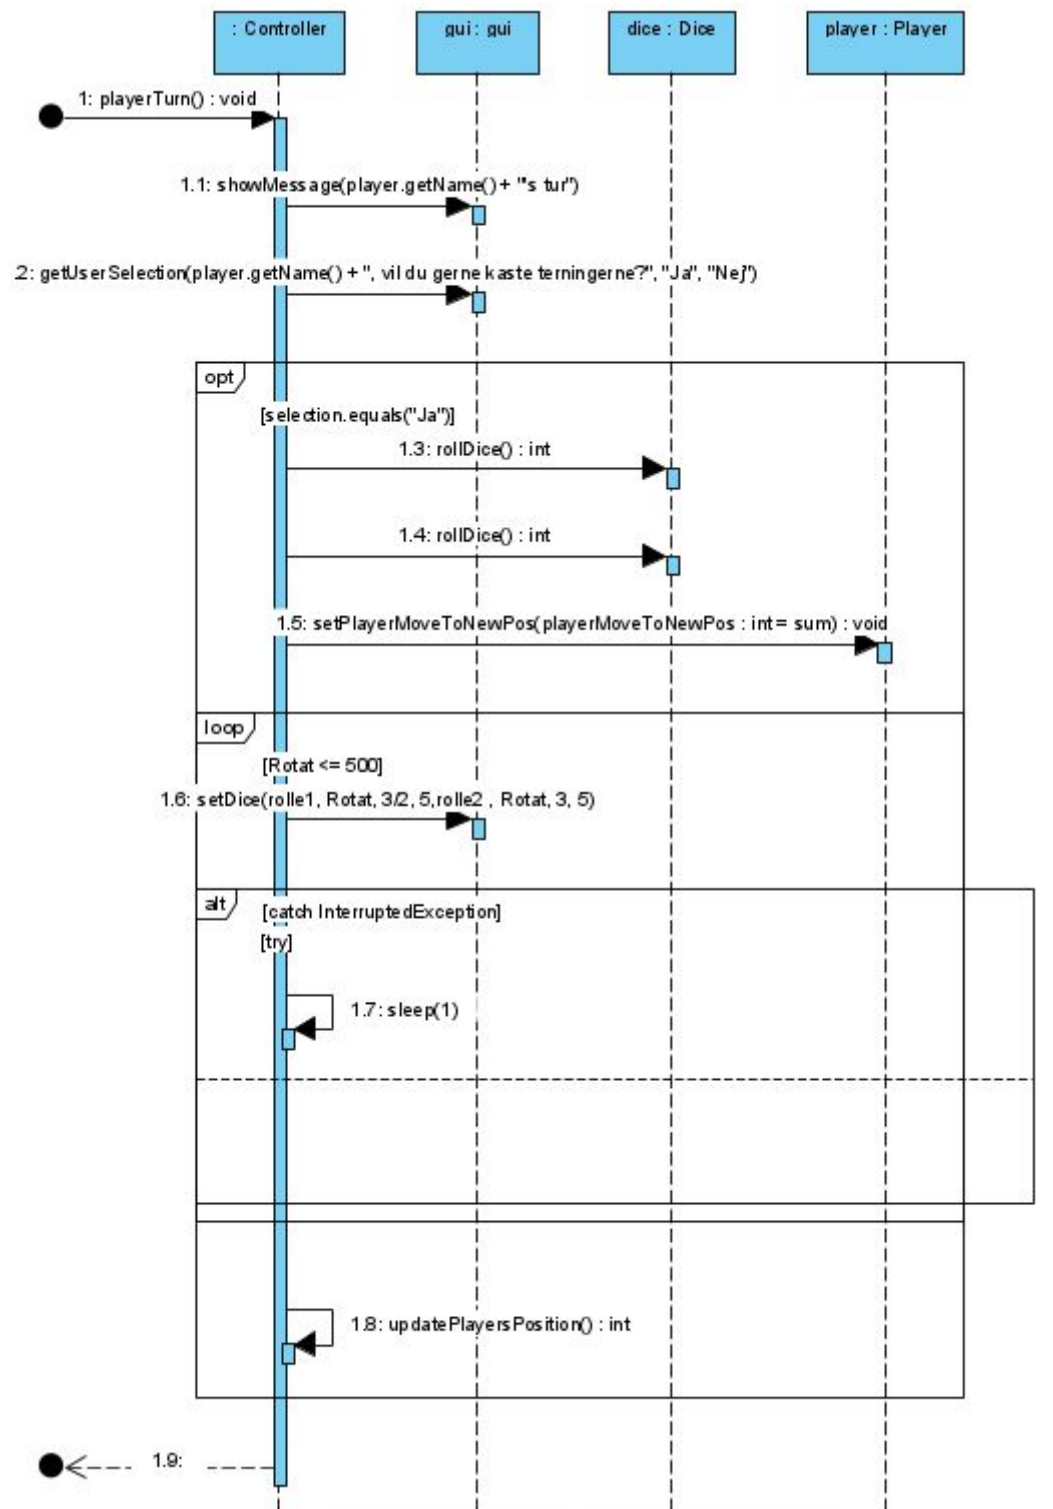 : Controller
gui : gui
dice : Dice
player : Player
1: playerTurn() : void
1.1: showMessage(player.getName() + "'s tur")
.2: getUserSelection(player.getName() + ", vil du gerne kaste terningerne?", "Ja", "Nej")
opt
[selection.equals("Ja")]
1.3: rollDice() : int
1.4: rollDice() : int
1.5: setPlayerMoveToNewPos(playerMoveToNewPos : int = sum) : void
loop
[Rotat <= 500]
1.6: setDice(rolle1, Rotat, 3/2, 5,rolle2 , Rotat, 3, 5)
alt
[catch InterruptedException]
[try]
1.7: sleep(1)
1.8: updatePlayersPosition() : int
1.9: